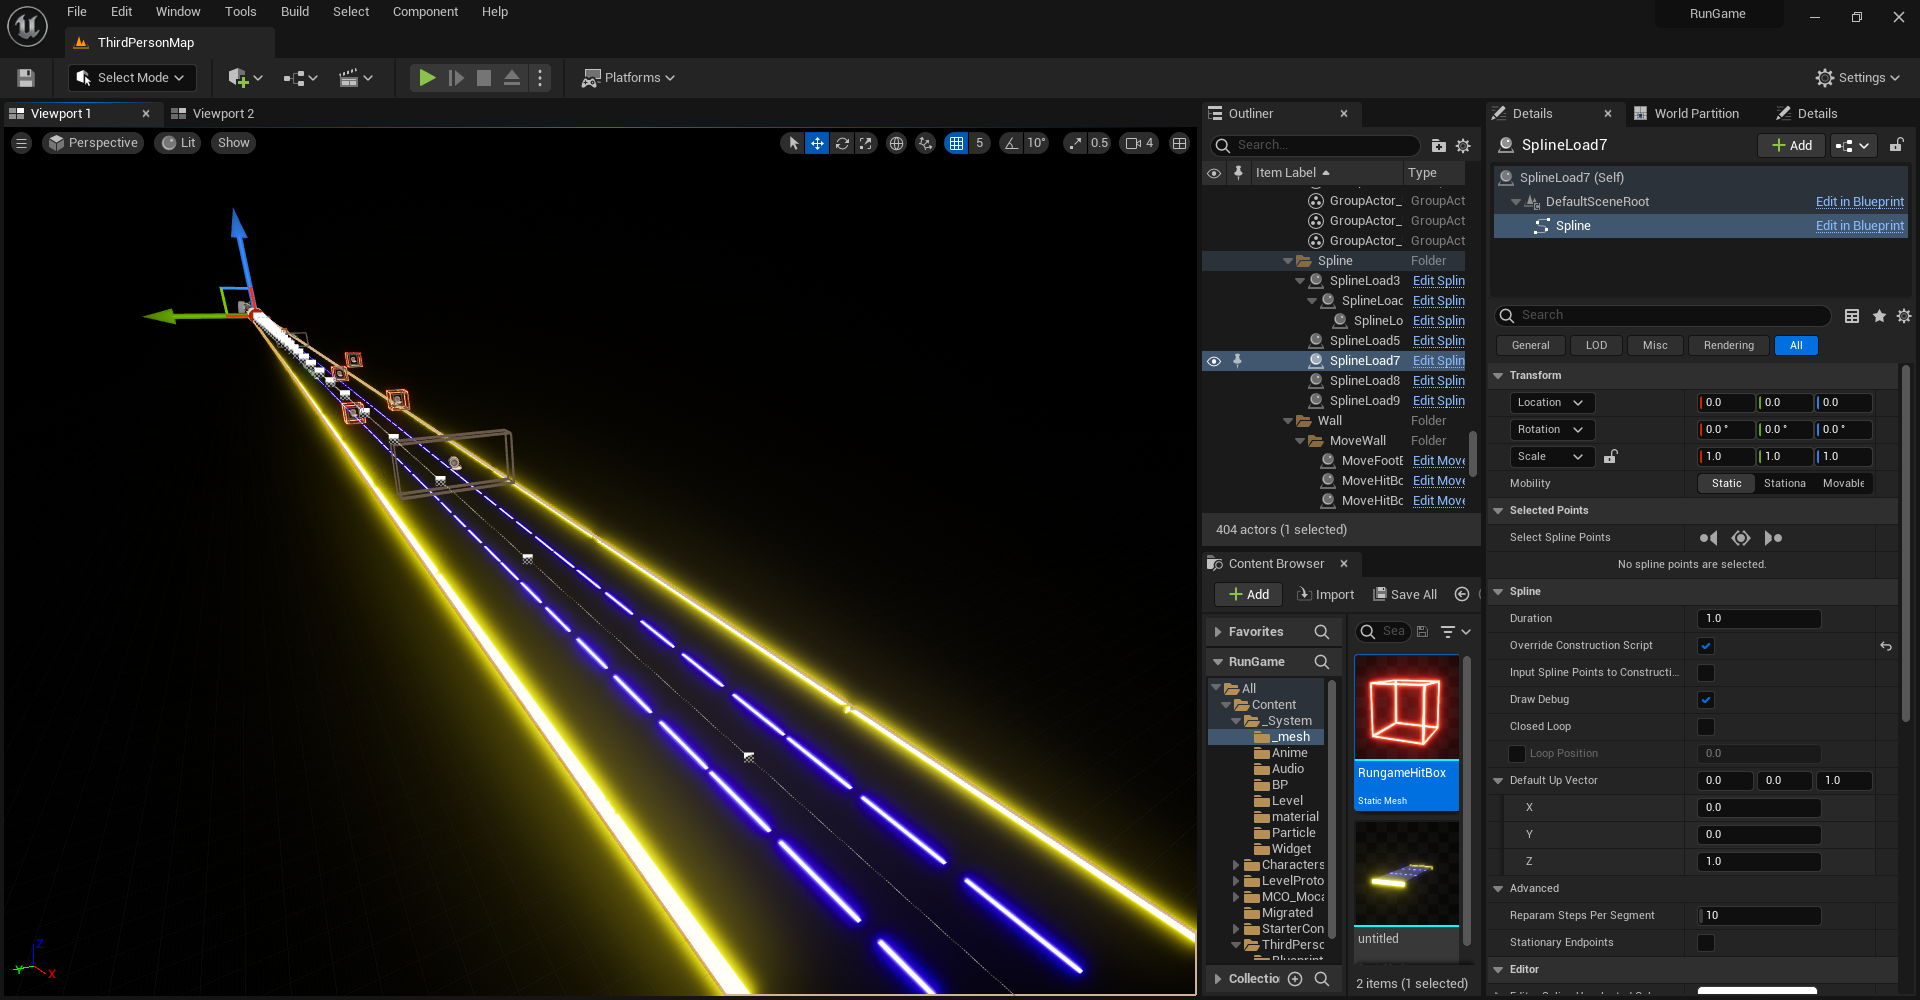 File Edit Window Tools Build Select Component Help
RunGame
ThirdPersonMap
Select Mode
Platforms
Settings
Viewport 1
Viewport 2
Perspective
Lit
Show
5
10°
0.5
4
Z
Y
X
Outliner
Search...
Item Label
Type
GroupActor_ GroupAct
GroupActor_ GroupAct
GroupActor_ GroupAct
Spline Folder
SplineLoad3 Edit Splin
SplineLoac Edit Splin
SplineLo Edit Splin
SplineLoad5 Edit Splin
SplineLoad7 Edit Splin
SplineLoad8 Edit Splin
SplineLoad9 Edit Splin
Wall Folder
MoveWall Folder
MoveFootE Edit Move
MoveHitBc Edit Move
MoveHitBc Edit Move
404 actors (1 selected)
Content Browser
Add
Import
Save All
Favorites
Sea
RunGame
All
Content
_System
_mesh
Anime
Audio
BP
Level
material
Particle
Widget
Characters
LevelProto
MCO_Moca
Migrated
StarterCon
ThirdPersc
Collectio
RungameHitBox
Static Mesh
untitled
2 items (1 selected)
Details
World Partition
Details
SplineLoad7
Add
SplineLoad7 (Self)
DefaultSceneRoot Edit in Blueprint
Spline Edit in Blueprint
Search
General LOD Misc Rendering All
Transform
Location 0.0 0.0 0.0
Rotation 0.0 ° 0.0 ° 0.0 °
Scale 1.0 1.0 1.0
Mobility Static Stationa Movable
Selected Points
Select Spline Points
No spline points are selected.
Spline
Duration 1.0
Override Construction Script
Input Spline Points to Constructi...
Draw Debug
Closed Loop
Loop Position 0.0
Default Up Vector 0.0 0.0 1.0
X 0.0
Y 0.0
Z 1.0
Advanced
Reparam Steps Per Segment 10
Stationary Endpoints
Editor